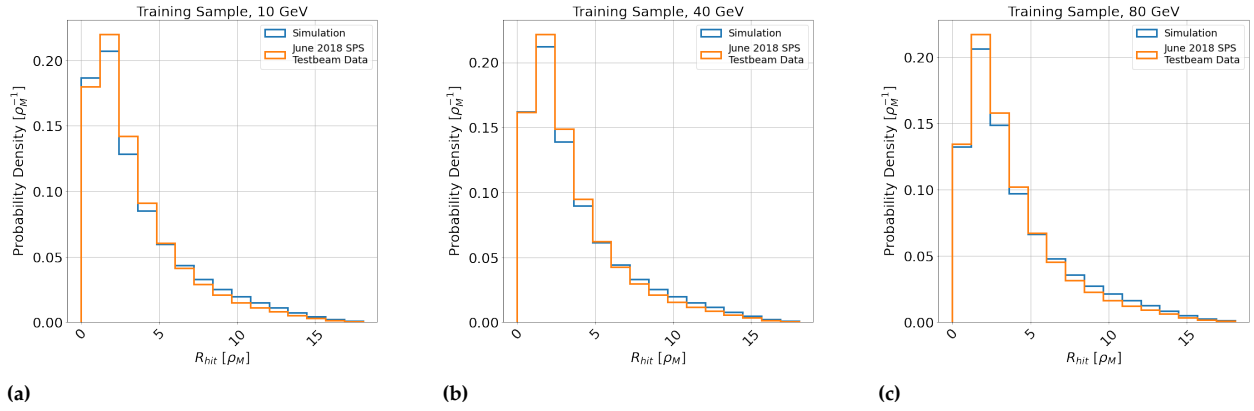 Training Sample, 10 GeV
Simulation
June 2018 SPS
Testbeam Data
Probability Density [ρ_M^-1]
0.20
0.15
0.10
0.05
0.00
0
5
10
15
R_hit [ρ_M]
(a)
Training Sample, 40 GeV
Simulation
June 2018 SPS
Testbeam Data
Probability Density [ρ_M^-1]
0.20
0.15
0.10
0.05
0.00
0
5
10
15
R_hit [ρ_M]
(b)
Training Sample, 80 GeV
Simulation
June 2018 SPS
Testbeam Data
Probability Density [ρ_M^-1]
0.20
0.15
0.10
0.05
0.00
0
5
10
15
R_hit [ρ_M]
(c)